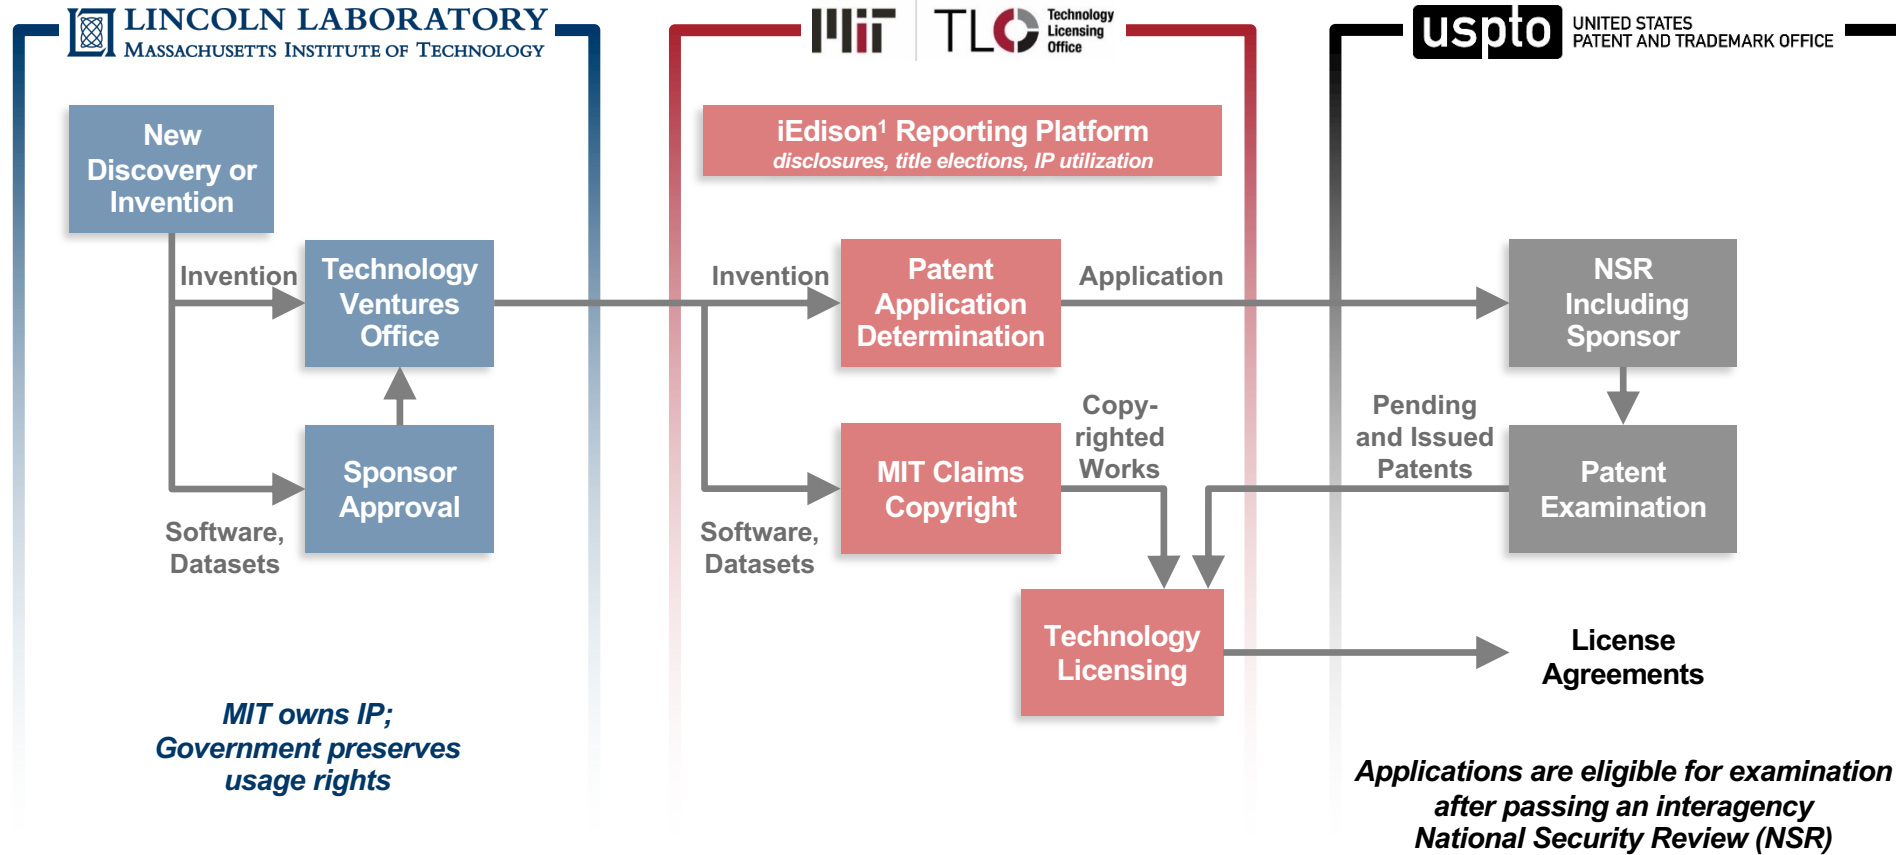 LINCOLN LABORATORY
MASSACHUSETTS INSTITUTE OF TECHNOLOGY
MIT
TLO
Technology
Licensing
Office
uspto
UNITED STATES
PATENT AND TRADEMARK OFFICE
New
Discovery or
Invention
iEdison¹ Reporting Platform
disclosures, title elections, IP utilization
Invention
Technology
Ventures
Office
Invention
Patent
Application
Determination
Application
NSR
Including
Sponsor
Software,
Datasets
Sponsor
Approval
Software,
Datasets
MIT Claims
Copyright
Copy-
righted
Works
Pending
and Issued
Patents
Patent
Examination
Technology
Licensing
License
Agreements
MIT owns IP;
Government preserves
usage rights
Applications are eligible for examination
after passing an interagency
National Security Review (NSR)